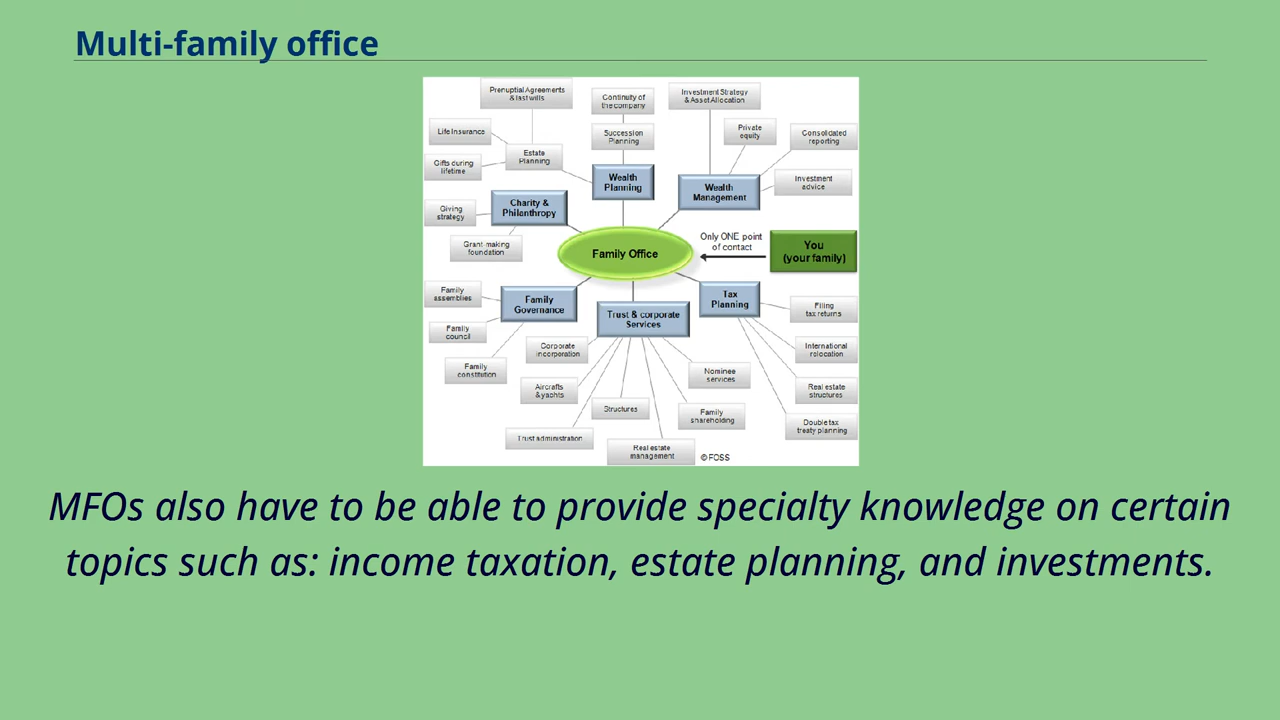 Multi-family office
Prenuptial Agreements
& last wills
Continuity of
the company
Investment Strategy
& Asset Allocation
Life Insurance
Succession
Planning
Private
equity
Consolidated
reporting
Gifts during
lifetime
Estate
Planning
Wealth
Planning
Wealth
Management
Investment
advice
Giving
strategy
Charity &
Philanthropy
Grant-making
foundation
Family Office
Only ONE point
of contact
You
(your family)
Family
assemblies
Family
Governance
Trust & corporate
Services
Tax
Planning
Filing
tax returns
Family
council
Corporate
incorporation
International
rolocation
Family
constitution
Aircrafts
& yachts
Nominee
services
Real estate
structures
Structures
Family
shareholding
Double tax
treaty planning
Trust administration
Real estate
management
© FOSS
MFOs also have to be able to provide specialty knowledge on certain
topics such as: income taxation, estate planning, and investments.